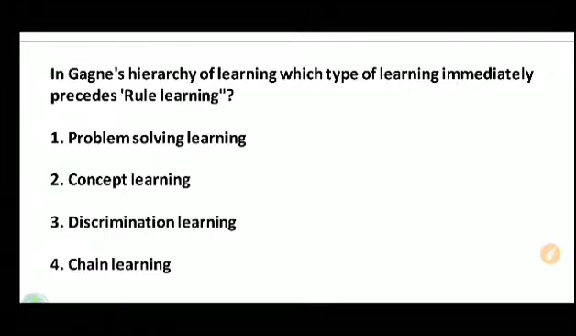 In Gagne's hierarchy of learning which type of learning immediately
precedes 'Rule learning"?
1. Problem solving learning
2. Concept learning
3. Discrimination learning
4. Chain learning